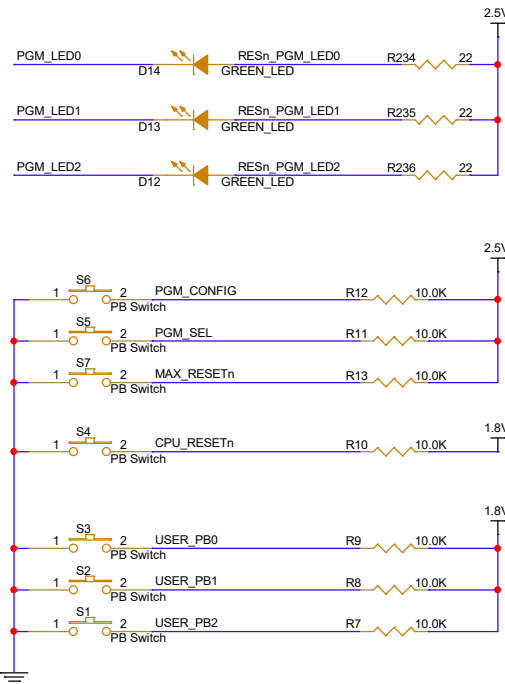 2.5V
PGM_LED0 RESn_PGM_LED0 R234 22
D14 GREEN_LED
PGM_LED1 RESn_PGM_LED1 R235 22
D13 GREEN_LED
PGM_LED2 RESn_PGM_LED2 R236 22
D12 GREEN_LED
2.5V
S6
1 2 PGM_CONFIG R12 10.0K
PB Switch
S5
1 2 PGM_SEL R11 10.0K
PB Switch
S7
1 2 MAX_RESETn R13 10.0K
PB Switch
1.8V
S4
1 2 CPU_RESETn R10 10.0K
PB Switch
1.8V
S3
1 2 USER_PB0 R9 10.0K
PB Switch
S2
1 2 USER_PB1 R8 10.0K
PB Switch
S1
1 2 USER_PB2 R7 10.0K
PB Switch